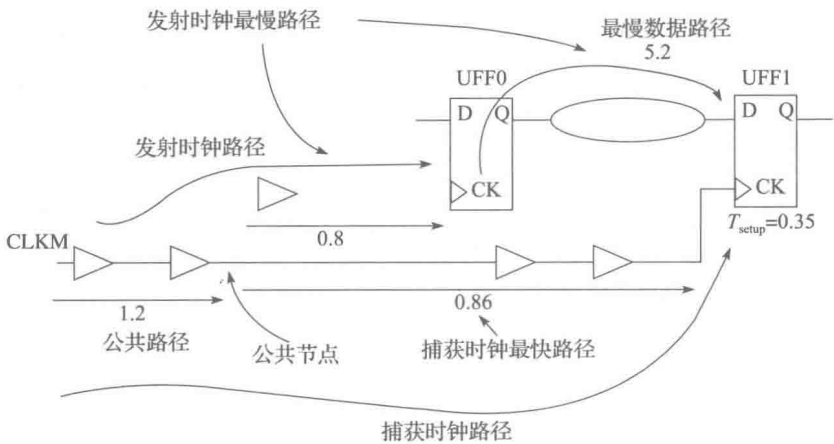 发射时钟最慢路径
最慢数据路径
5.2
UFF0
UFF1
D Q
D Q
发射时钟路径
CK
CK
0.8
T_setup=0.35
CLKM
1.2
0.86
公共路径
公共节点
捕获时钟最快路径
捕获时钟路径